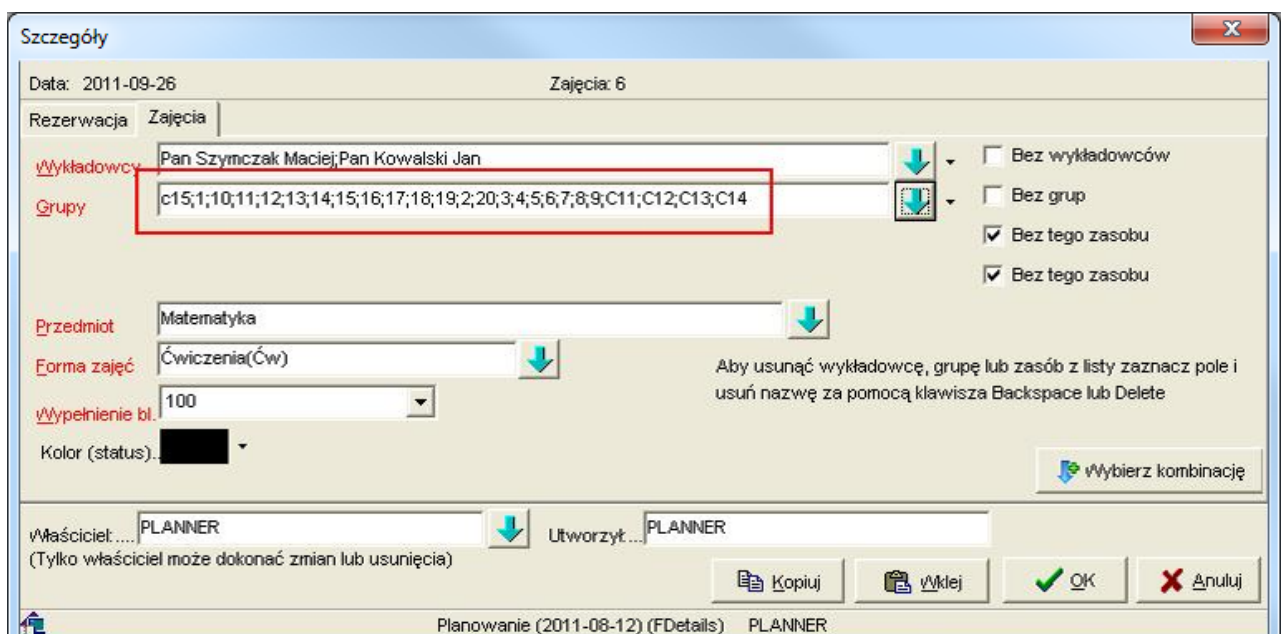 Szczegóły
Data: 2011-09-26 Zajęcia: 6
Rezerwacja Zajęcia
Wykładowcy Pan Szymczak Maciej;Pan Kowalski Jan Bez wykładowców
Grupy c15;1;10;11;12;13;14;15;16;17;18;19;2;20;3;4;5;6;7;8;9;C11;C12;C13;C14 Bez grup
Bez tego zasobu
Bez tego zasobu
Przedmiot Matematyka
Forma zajęć Ćwiczenia(Ćw)
Aby usunąć wykładowcę, grupę lub zasób z listy zaznacz pole i
usuń nazwę za pomocą klawisza Backspace lub Delete
Wypełnienie bl. 100
Kolor (status)..
Wybierz kombinację
Właściciel:.... PLANNER Utworzył... PLANNER
(Tylko właściciel może dokonać zmian lub usunięcia)
Kopiuj Wklej OK Anuluj
Planowanie (2011-08-12) (FDetails) PLANNER